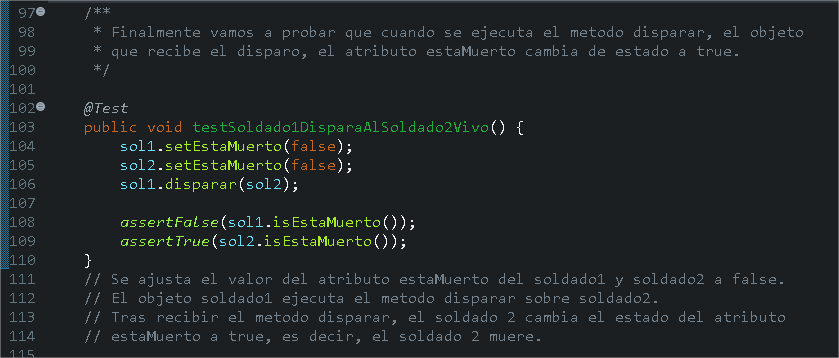 97 /**
98 * Finalmente vamos a probar que cuando se ejecuta el metodo disparar, el objeto
99 * que recibe el disparo, el atributo estaMuerto cambia de estado a true.
100 */
101
102 @Test
103 public void testSoldado1DisparaAlSoldado2Vivo() {
104 sol1.setEstaMuerto(false);
105 sol2.setEstaMuerto(false);
106 sol1.disparar(sol2);
107
108 assertFalse(sol1.isEstaMuerto());
109 assertTrue(sol2.isEstaMuerto());
110 }
111 // Se ajusta el valor del atributo estaMuerto del soldado1 y soldado2 a false.
112 // El objeto soldado1 ejecuta el metodo disparar sobre soldado2.
113 // Tras recibir el metodo disparar, el soldado 2 cambia el estado del atributo
114 // estaMuerto a true, es decir, el soldado 2 muere.
115